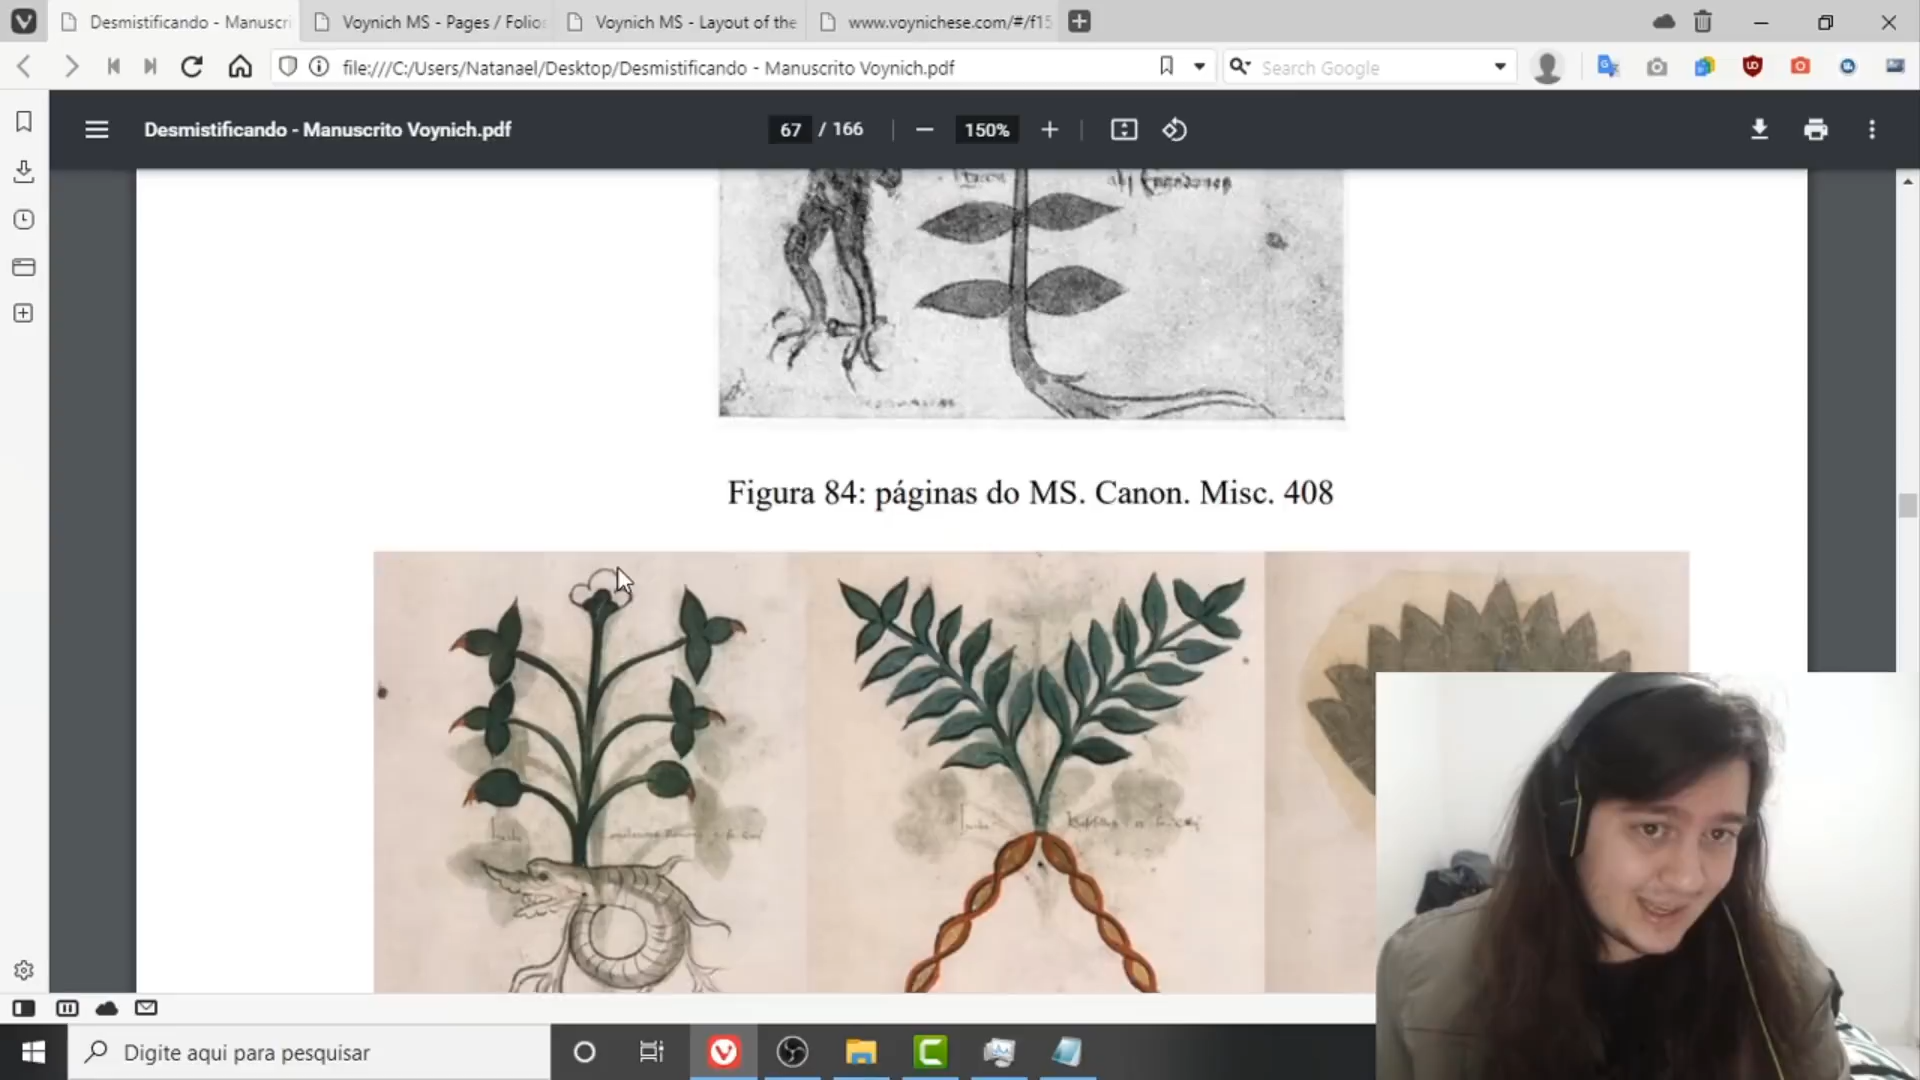 Desmistificando - Manuscri
Voynich MS - Pages / Folio
Voynich MS - Layout of the
www.voynichese.com/#/f15
file:///C:/Users/Natanael/Desktop/Desmistificando - Manuscrito Voynich.pdf
Search Google
Desmistificando - Manuscrito Voynich.pdf
67 / 166
150%
Figura 84: páginas do MS. Canon. Misc. 408
Digite aqui para pesquisar